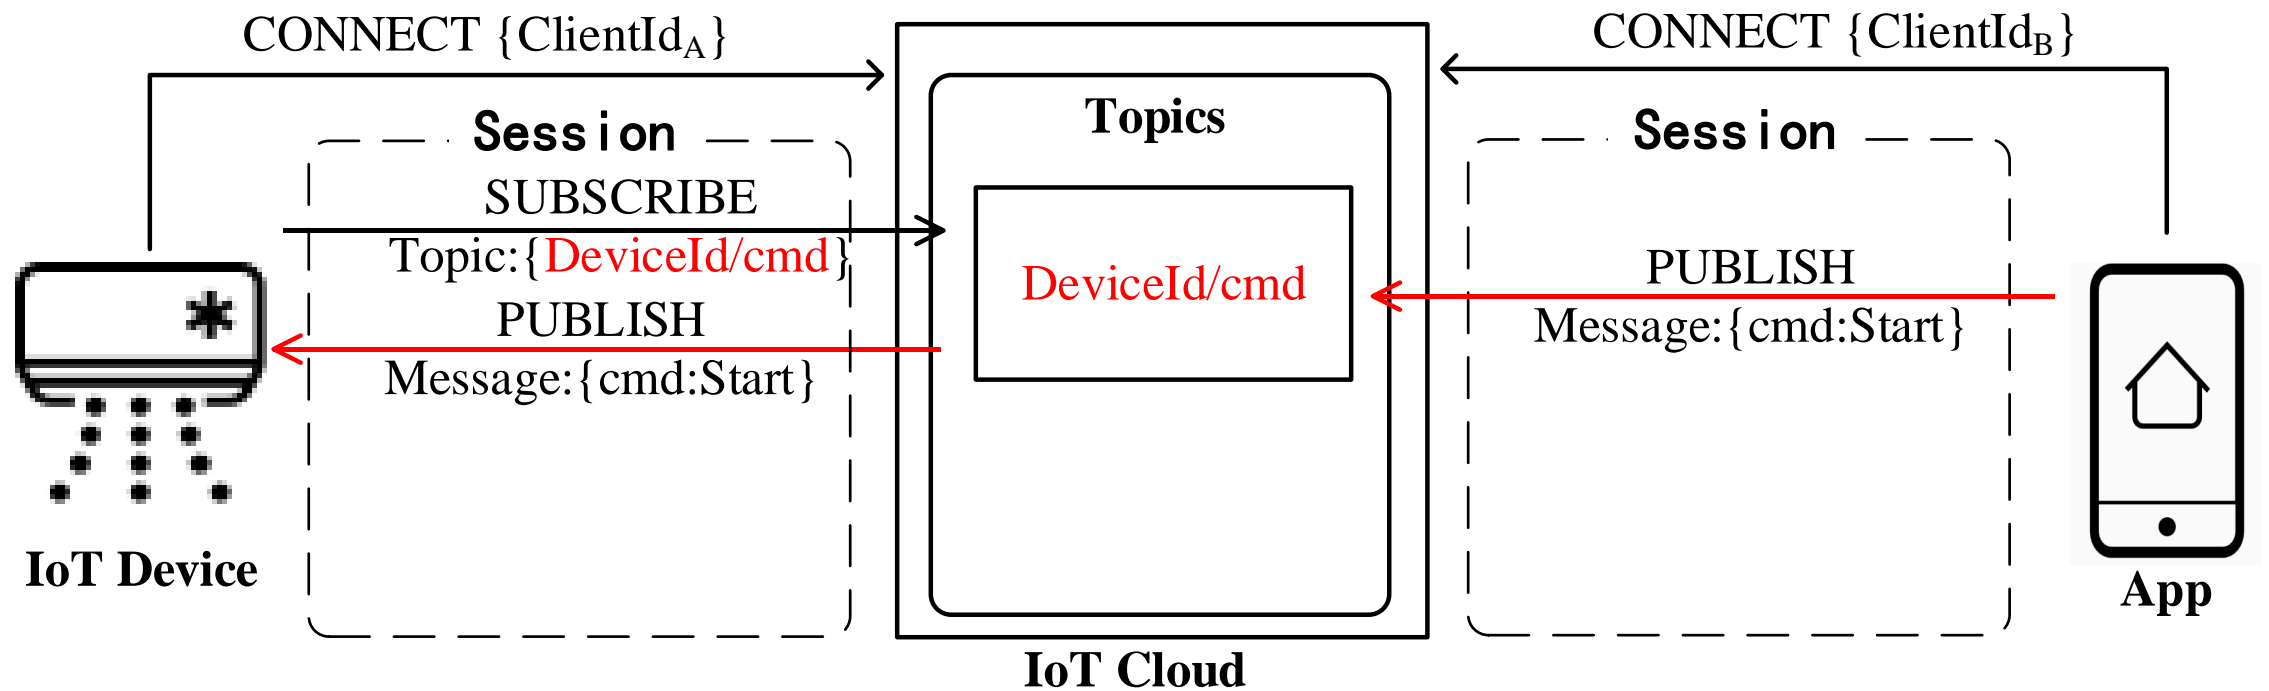 CONNECT {ClientIdA}
CONNECT {ClientIdB}
Session
SUBSCRIBE
Topic:{DeviceId/cmd}
PUBLISH
Message:{cmd:Start}
IoT Device
Topics
DeviceId/cmd
IoT Cloud
Session
PUBLISH
Message:{cmd:Start}
App